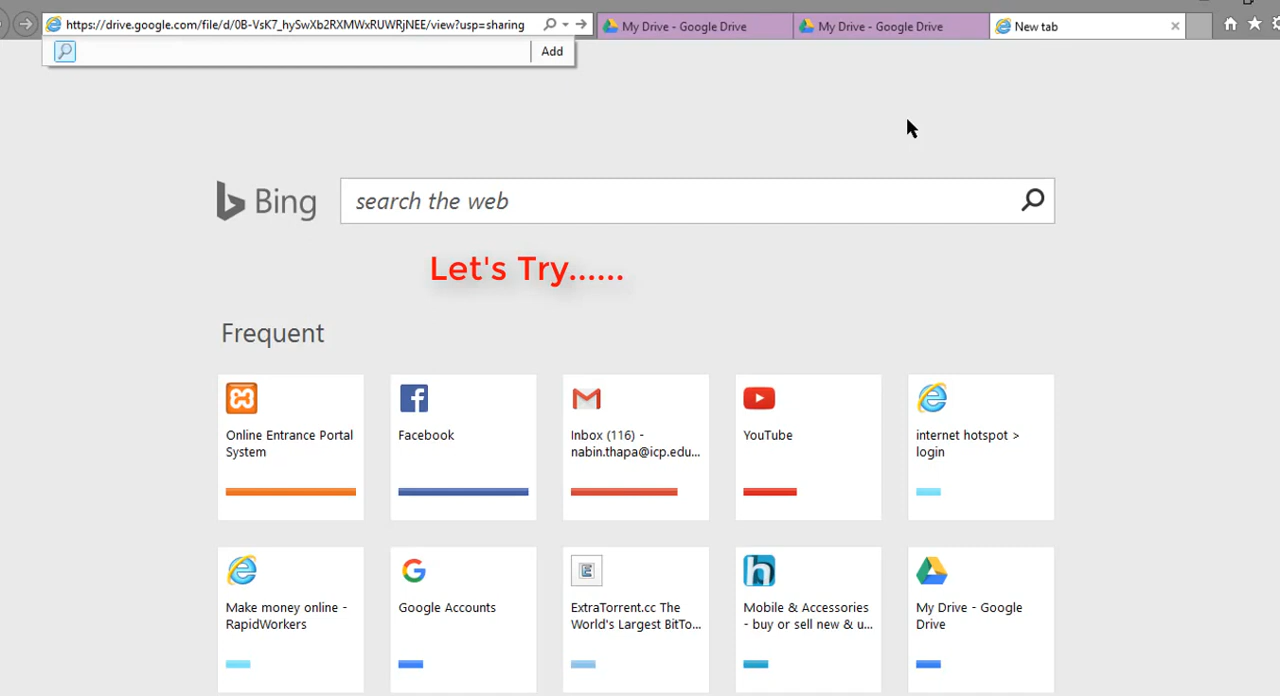 https://drive.google.com/file/d/0B-VsK7_hySwXb2RXMWxRUWRjNEE/view?usp=sharing
My Drive - Google Drive
My Drive - Google Drive
New tab
Add
Bing
search the web
Let's Try......
Frequent
Online Entrance Portal
System
Facebook
Inbox (116) -
nabin.thapa@icp.edu...
YouTube
internet hotspot >
login
Make money online -
RapidWorkers
Google Accounts
ExtraTorrent.cc The
World's Largest BitTo...
Mobile & Accessories
- buy or sell new & u...
My Drive - Google
Drive